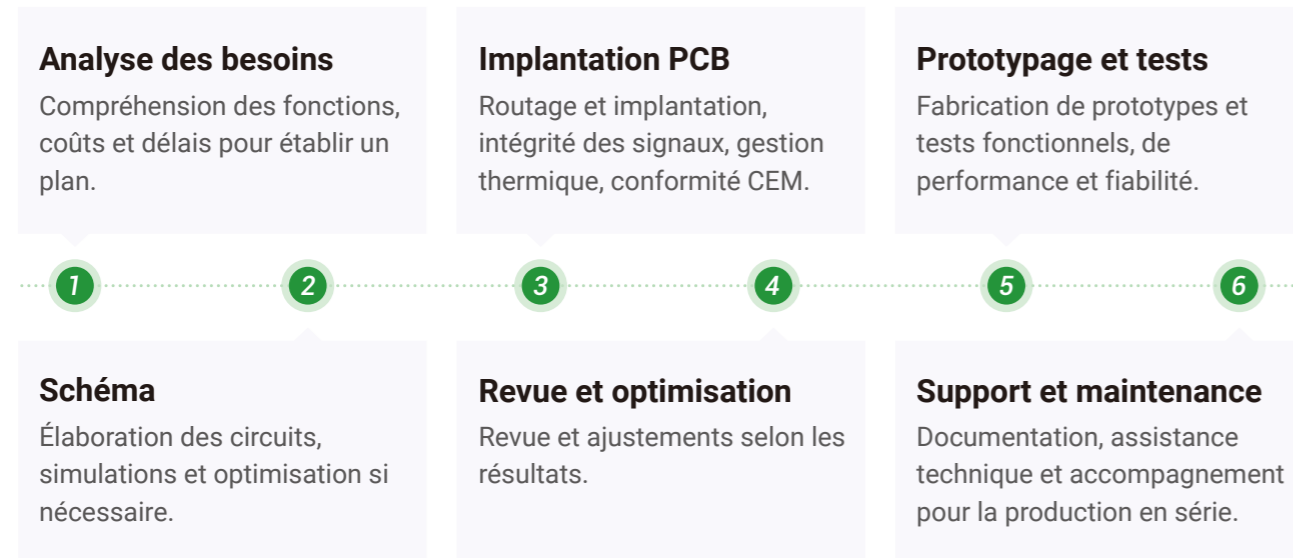 Analyse des besoins
Compréhension des fonctions,
coûts et délais pour établir un
plan.
Implantation PCB
Routage et implantation,
intégrité des signaux, gestion
thermique, conformité CEM.
Prototypage et tests
Fabrication de prototypes et
tests fonctionnels, de
performance et fiabilité.
1
2
3
4
5
6
Schéma
Élaboration des circuits,
simulations et optimisation si
nécessaire.
Revue et optimisation
Revue et ajustements selon les
résultats.
Support et maintenance
Documentation, assistance
technique et accompagnement
pour la production en série.